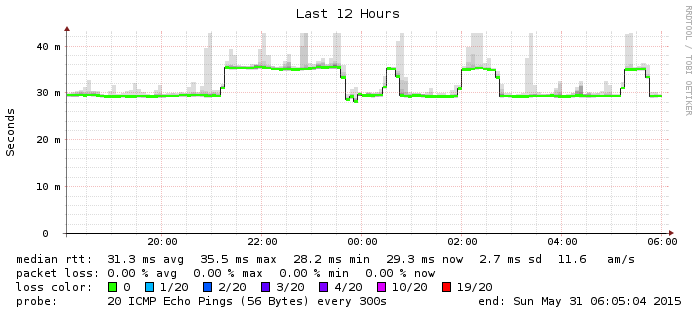 Last 12 Hours
RRDTOOL / TOBI OETIKER
Seconds
40 m
30 m
20 m
10 m
0
20:00 22:00 00:00 02:00 04:00 06:00
median rtt: 31.3 ms avg 35.5 ms max 28.2 ms min 29.3 ms now 2.7 ms sd 11.6 am/s
packet loss: 0.00 % avg 0.00 % max 0.00 % min 0.00 % now
loss color: 0 1/20 2/20 3/20 4/20 10/20 19/20
probe: 20 ICMP Echo Pings (56 Bytes) every 300s end: Sun May 31 06:05:04 2015